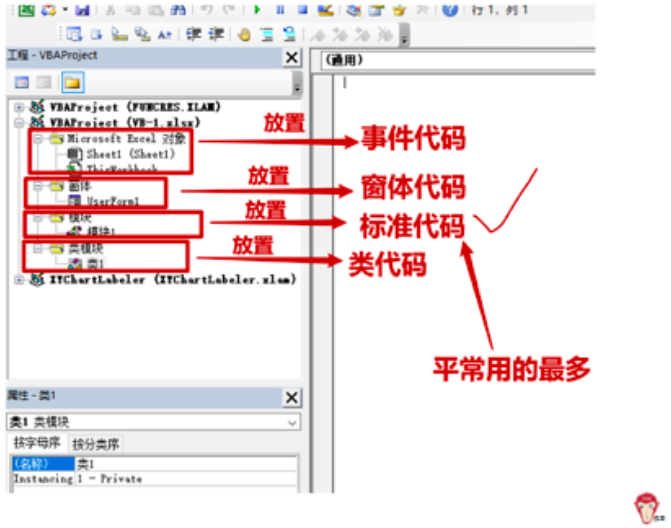 行 1, 列 1
工程 - VBAProject
(通用)
VBAProject (FUNCRES.XLAM)
VBAProject (VB-1.xlsx)
放置
Microsoft Excel 对象
事件代码
Sheet1 (Sheet1)
ThisWorkbook
放置
窗体
窗体代码
UserForm1
放置
模块
标准代码
模块1
放置
类模块
类代码
类1
XYChartLabeler (XYChartLabeler.xlam)
平常用的最多
属性 - 类1
类1 类模块
按字母序 按分类序
(名称) 类1
Instancing 1 - Private